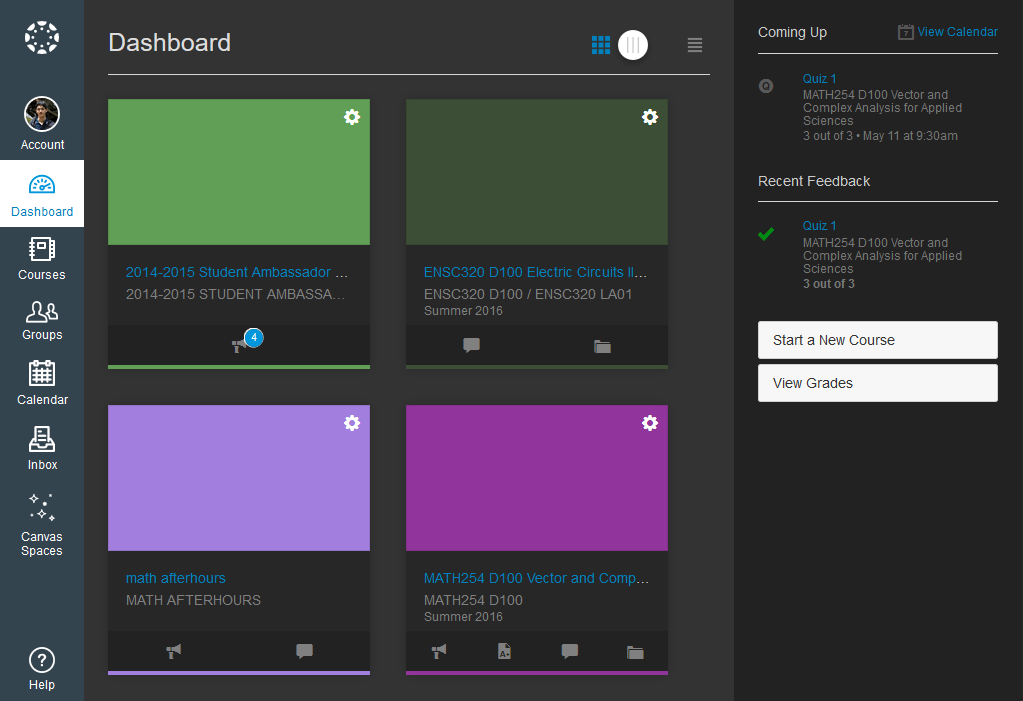 Account
Dashboard
Courses
Groups
Calendar
Inbox
Canvas
Spaces
Help
Dashboard
2014-2015 Student Ambassador ...
2014-2015 STUDENT AMBASSA...
4
ENSC320 D100 Electric Circuits II...
ENSC320 D100 / ENSC320 LA01
Summer 2016
math afterhours
MATH AFTERHOURS
MATH254 D100 Vector and Comp...
MATH254 D100
Summer 2016
A+
Coming Up
7
View Calendar
Q
Quiz 1
MATH254 D100 Vector and
Complex Analysis for Applied
Sciences
3 out of 3 • May 11 at 9:30am
Recent Feedback
Quiz 1
MATH254 D100 Vector and
Complex Analysis for Applied
Sciences
3 out of 3
Start a New Course
View Grades